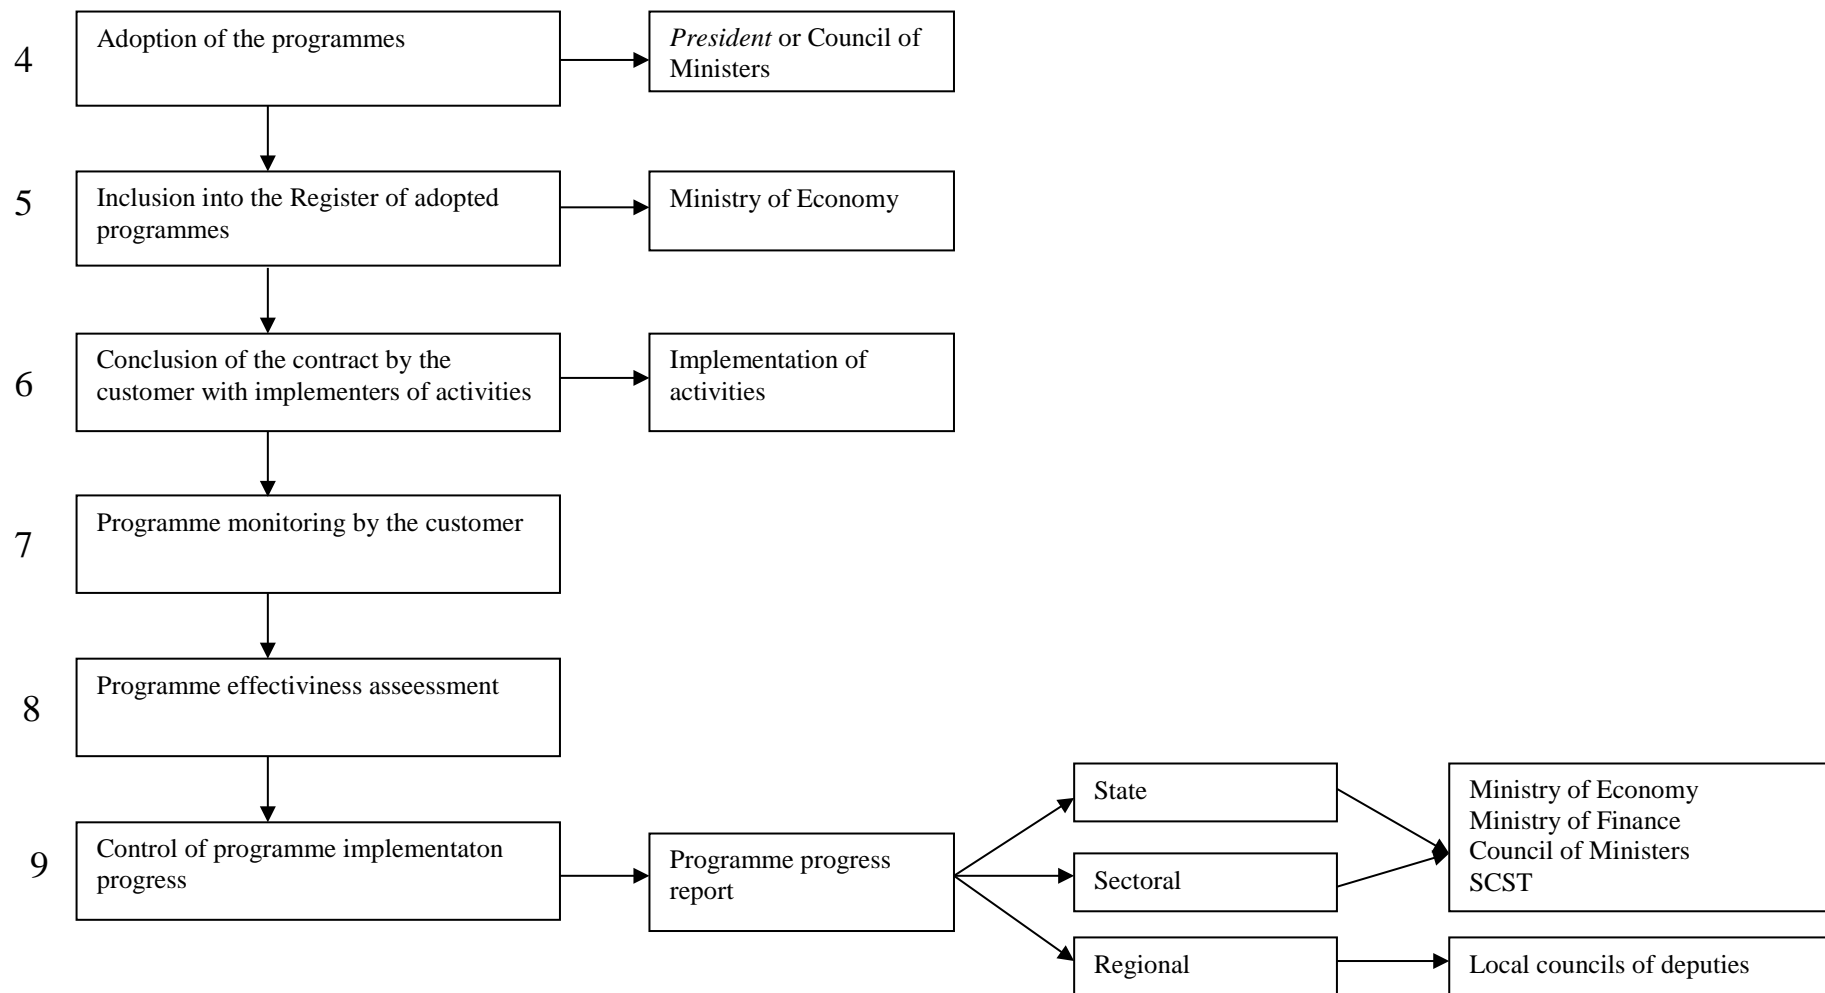 4
Adoption of the programmes
President or Council of
Ministers
5
Inclusion into the Register of adopted
programmes
Ministry of Economy
6
Conclusion of the contract by the
customer with implementers of activities
Implementation of
activities
7
Programme monitoring by the customer
8
Programme effectiviness asseessment
9
Control of programme implementaton
progress
Programme progress
report
State
Sectoral
Regional
Ministry of Economy
Ministry of Finance
Council of Ministers
SCST
Local councils of deputies